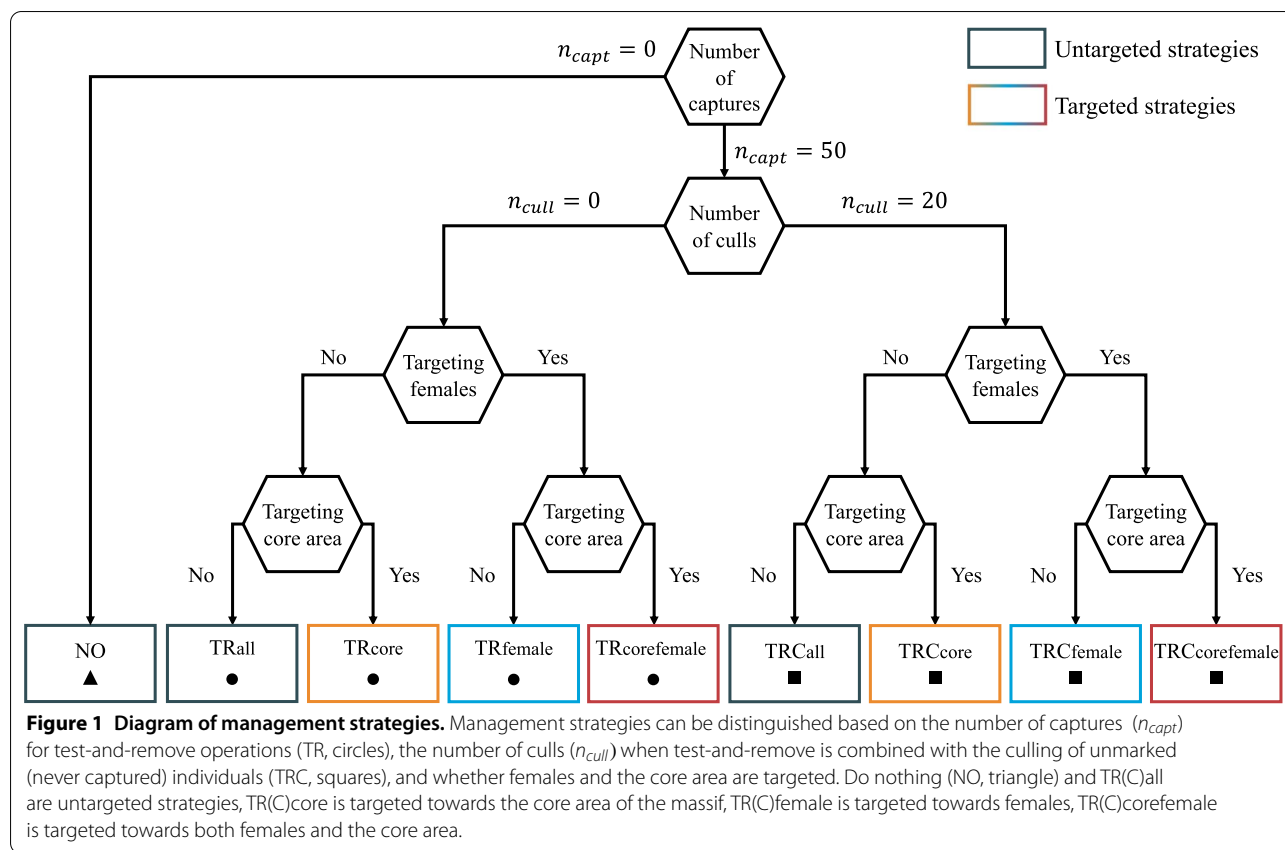 n_capt = 0
Number
of
captures
Untargeted strategies
Targeted strategies
n_capt = 50
n_cull = 0
Number
of culls
n_cull = 20
No
Targeting
females
Yes
No
Targeting
females
Yes
Targeting
core area
Targeting
core area
Targeting
core area
Targeting
core area
No
Yes
No
Yes
No
Yes
No
Yes
NO
TRall
TRcore
TRfemale
TRcorefemale
TRCall
TRCcore
TRCfemale
TRCcorefemale
Figure 1 Diagram of management strategies. Management strategies can be distinguished based on the number of captures (n_capt)
for test-and-remove operations (TR, circles), the number of culls (n_cull) when test-and-remove is combined with the culling of unmarked
(never captured) individuals (TRC, squares), and whether females and the core area are targeted. Do nothing (NO, triangle) and TR(C)all
are untargeted strategies, TR(C)core is targeted towards the core area of the massif, TR(C)female is targeted towards females, TR(C)corefemale
is targeted towards both females and the core area.